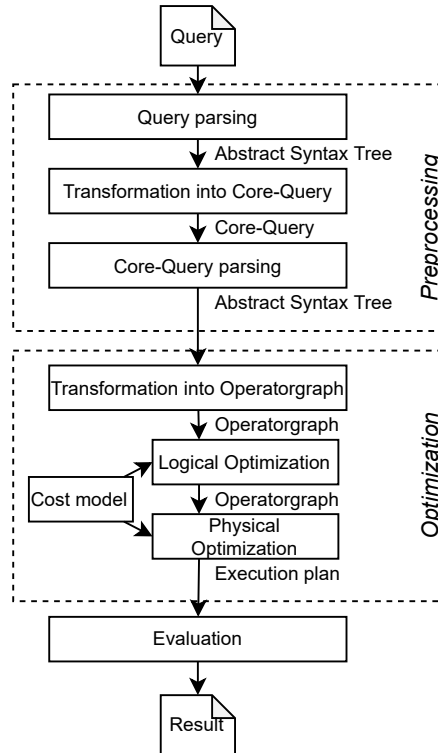 Query
Query parsing
Abstract Syntax Tree
Transformation into Core-Query
Core-Query
Core-Query parsing
Abstract Syntax Tree
Preprocessing
Transformation into Operatorgraph
Operatorgraph
Logical Optimization
Cost model
Operatorgraph
Physical
Optimization
Execution plan
Optimization
Evaluation
Result